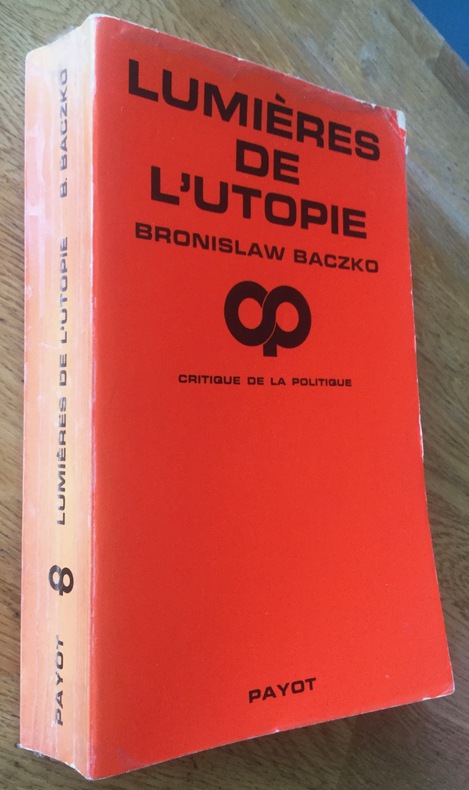 LUMIÈRES
DE
L'UTOPIE
BRONISLAW BACZKO
CRITIQUE DE LA POLITIQUE
PAYOT
B. BACZKO
LUMIÈRES DE L'UTOPIE
PAYOT